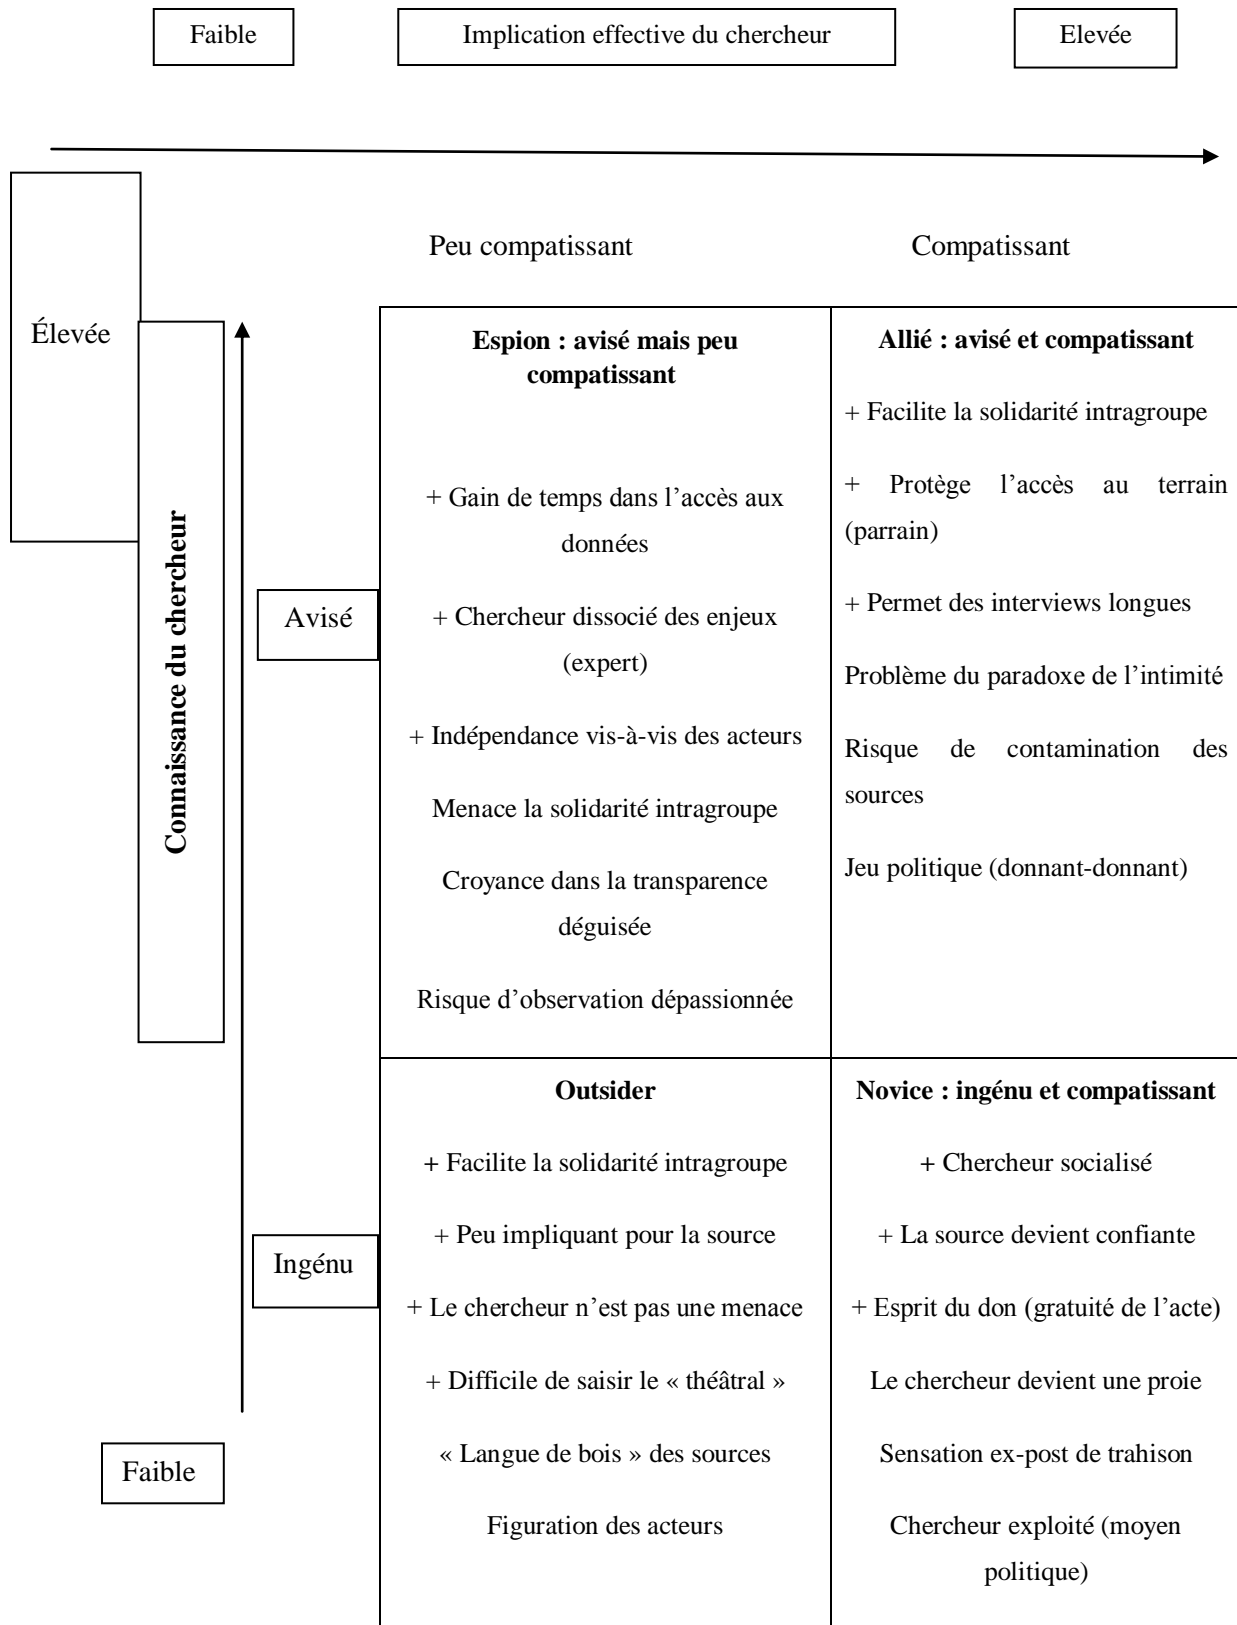 Faible
Implication effective du chercheur
Elevée
Peu compatissant
Compatissant
Élevée
Connaissance du chercheur
Avisé
Espion : avisé mais peu
compatissant
+ Gain de temps dans l’accès aux
données
+ Chercheur dissocié des enjeux
(expert)
+ Indépendance vis-à-vis des acteurs
Menace la solidarité intragroupe
Croyance dans la transparence
déguisée
Risque d’observation dépassionnée
Allié : avisé et compatissant
+ Facilite la solidarité intragroupe
+ Protège l’accès au terrain
(parrain)
+ Permet des interviews longues
Problème du paradoxe de l’intimité
Risque de contamination des
sources
Jeu politique (donnant-donnant)
Ingénu
Outsider
+ Facilite la solidarité intragroupe
+ Peu impliquant pour la source
+ Le chercheur n’est pas une menace
+ Difficile de saisir le « théâtral »
« Langue de bois » des sources
Figuration des acteurs
Novice : ingénu et compatissant
+ Chercheur socialisé
+ La source devient confiante
+ Esprit du don (gratuité de l’acte)
Le chercheur devient une proie
Sensation ex-post de trahison
Chercheur exploité (moyen
politique)
Faible